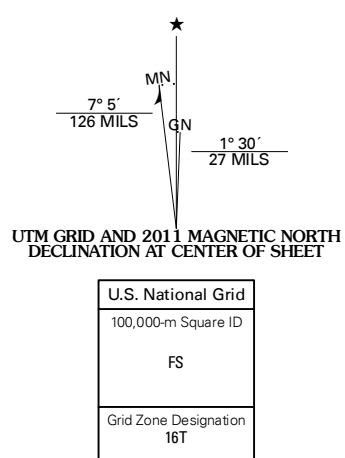 ★
MN
7° 5´
126 MILS
GN
1° 30´
27 MILS
UTM GRID AND 2011 MAGNETIC NORTH
DECLINATION AT CENTER OF SHEET
U.S. National Grid
100,000-m Square ID
FS
Grid Zone Designation
16T